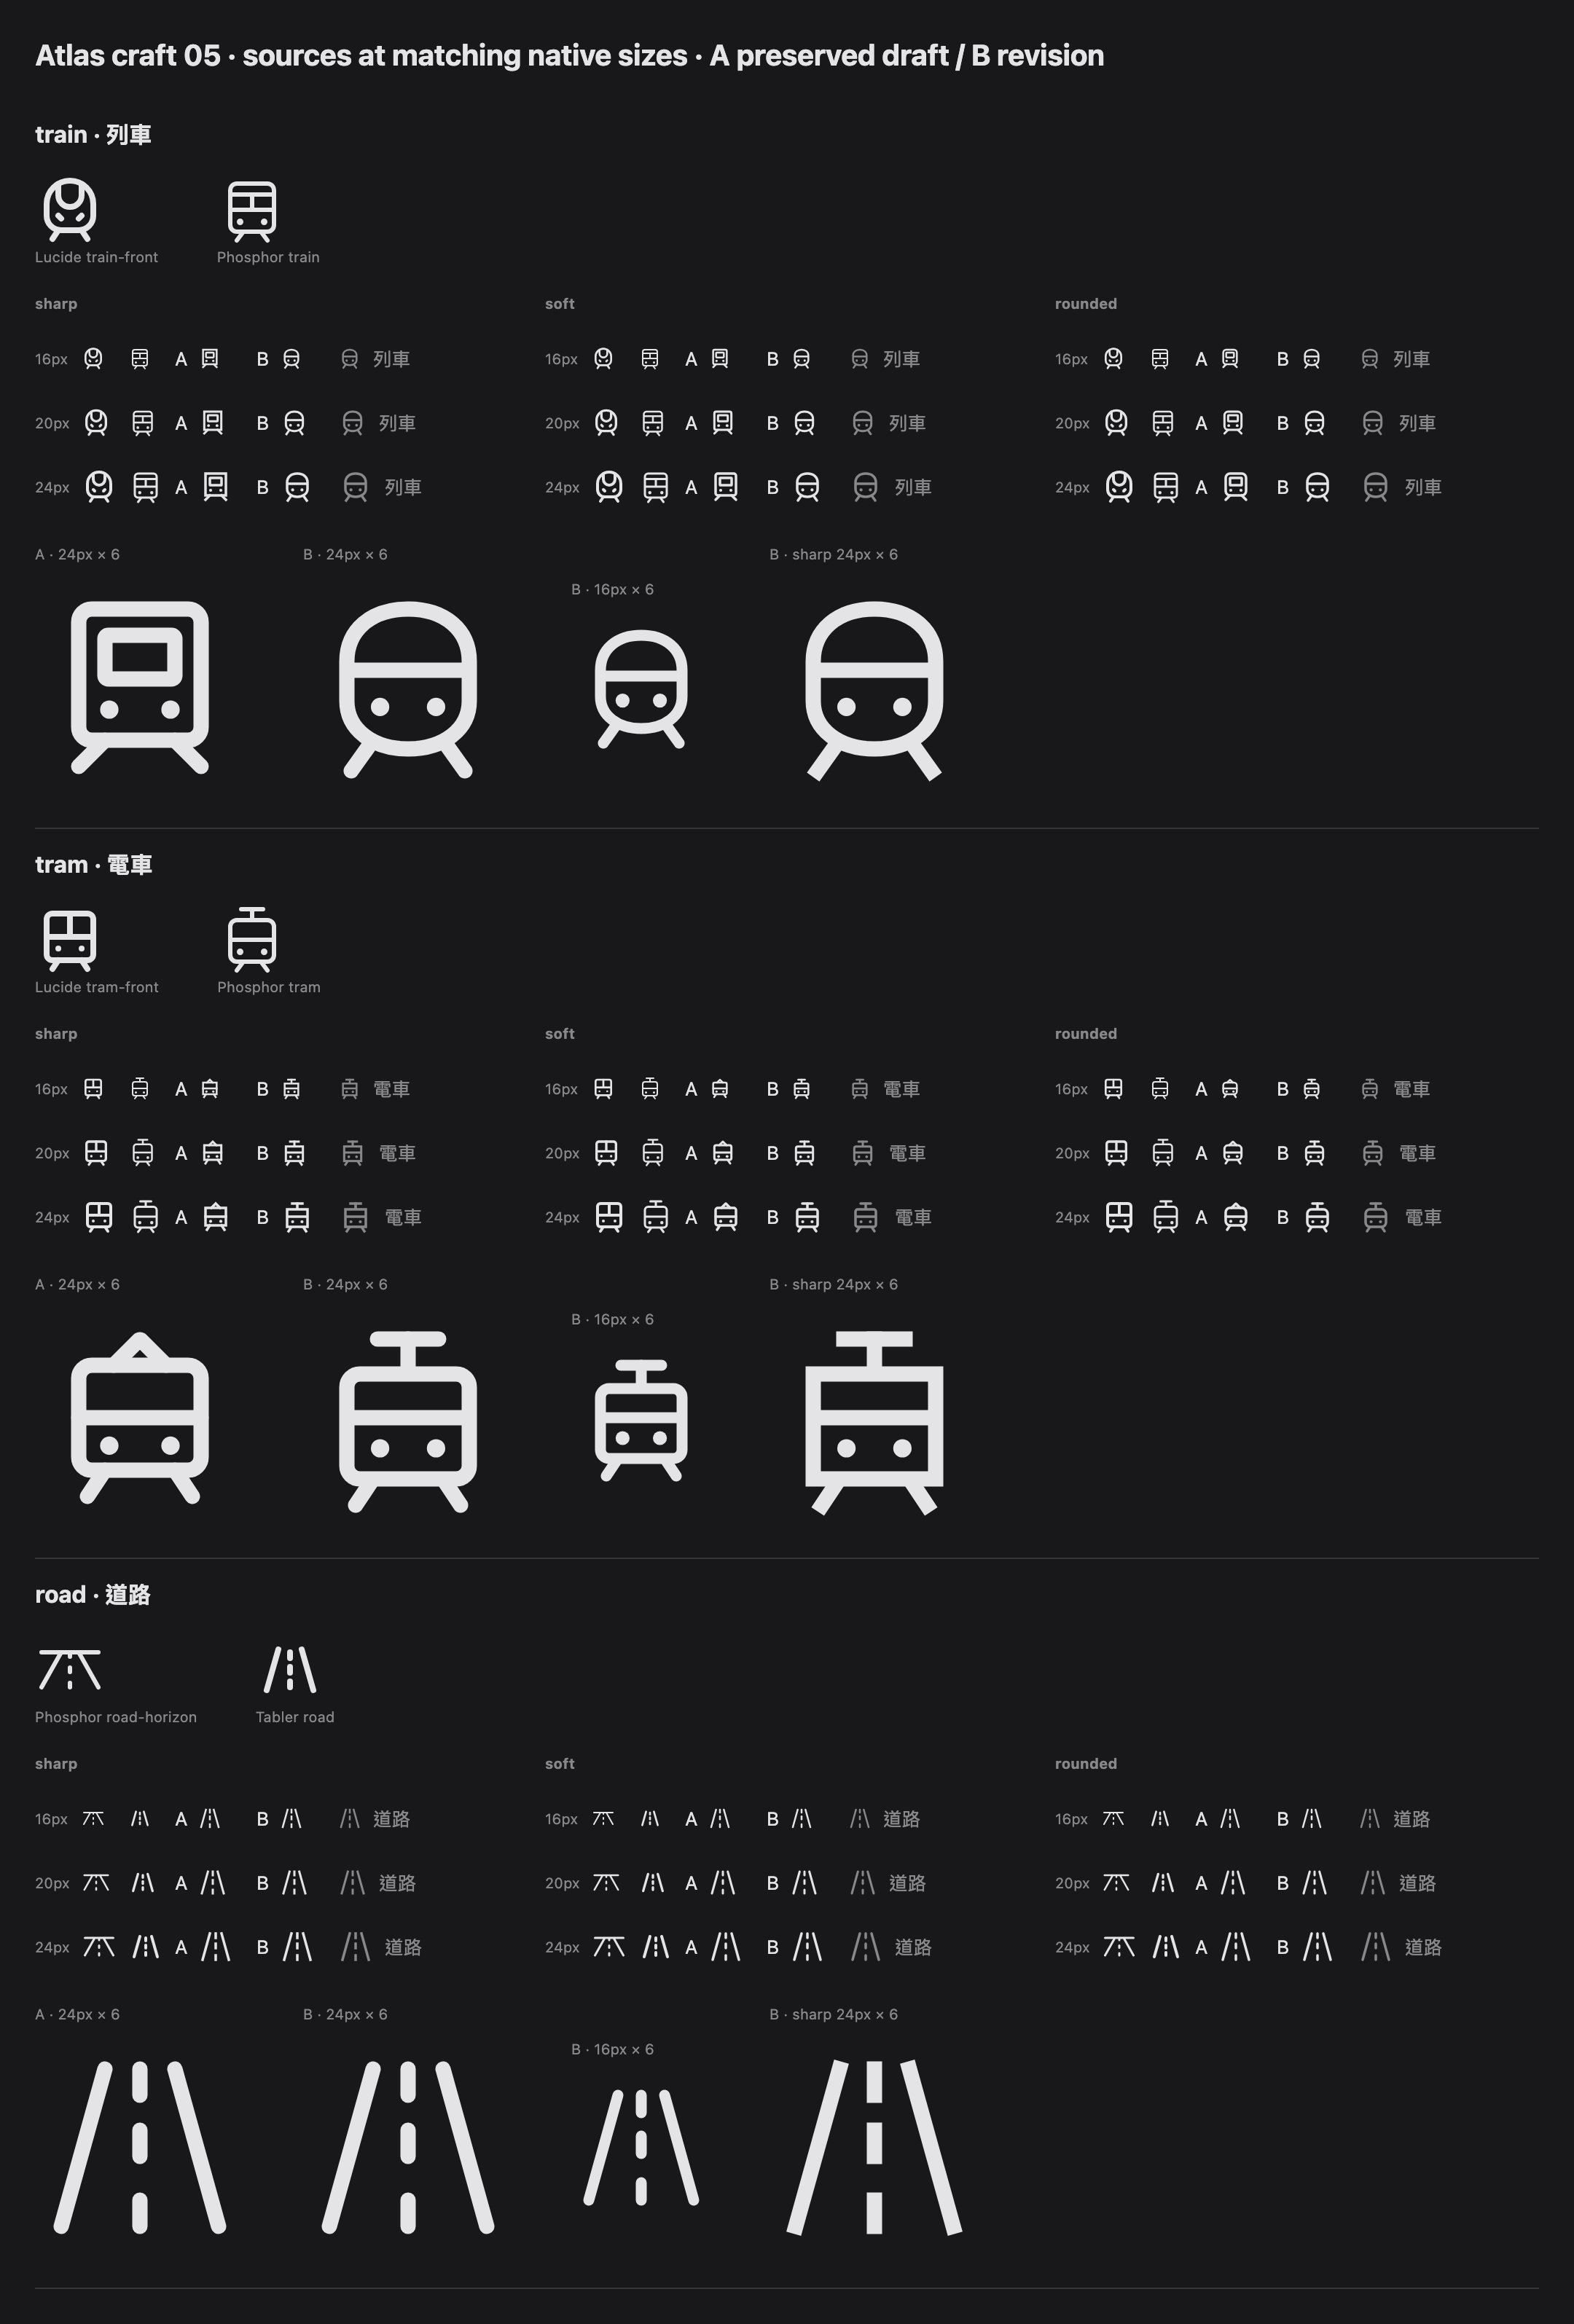 Atlas craft 05 · sources at matching native sizes · A preserved draft / B revision
train · 列車
Lucide train-front Phosphor train
sharp soft rounded
16px A B 列車 16px A B 列車 16px A B 列車
20px A B 列車 20px A B 列車 20px A B 列車
24px A B 列車 24px A B 列車 24px A B 列車
A · 24px × 6 B · 24px × 6 B · sharp 24px × 6
B · 16px × 6
tram · 電車
Lucide tram-front Phosphor tram
sharp soft rounded
16px A B 電車 16px A B 電車 16px A B 電車
20px A B 電車 20px A B 電車 20px A B 電車
24px A B 電車 24px A B 電車 24px A B 電車
A · 24px × 6 B · 24px × 6 B · sharp 24px × 6
B · 16px × 6
road · 道路
Phosphor road-horizon Tabler road
sharp soft rounded
16px A B 道路 16px A B 道路 16px A B 道路
20px A B 道路 20px A B 道路 20px A B 道路
24px A B 道路 24px A B 道路 24px A B 道路
A · 24px × 6 B · 24px × 6 B · sharp 24px × 6
B · 16px × 6